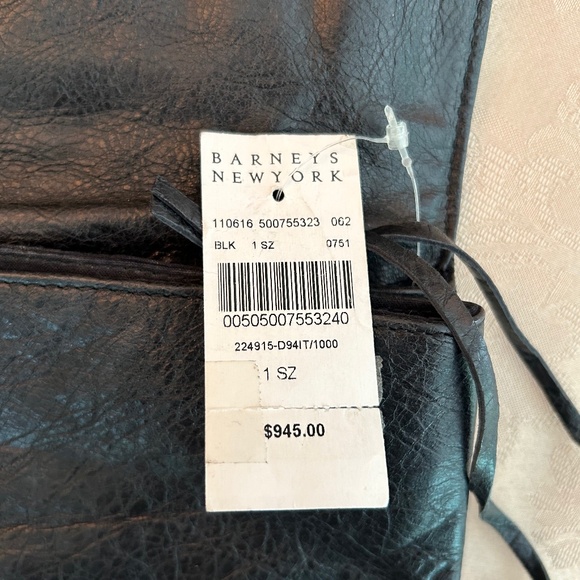 BARNEYS
NEWYORK
110616 500755323 062
BLK 1 SZ 0751
00505007553240
224915-D94IT/1000
1 SZ
$945.00